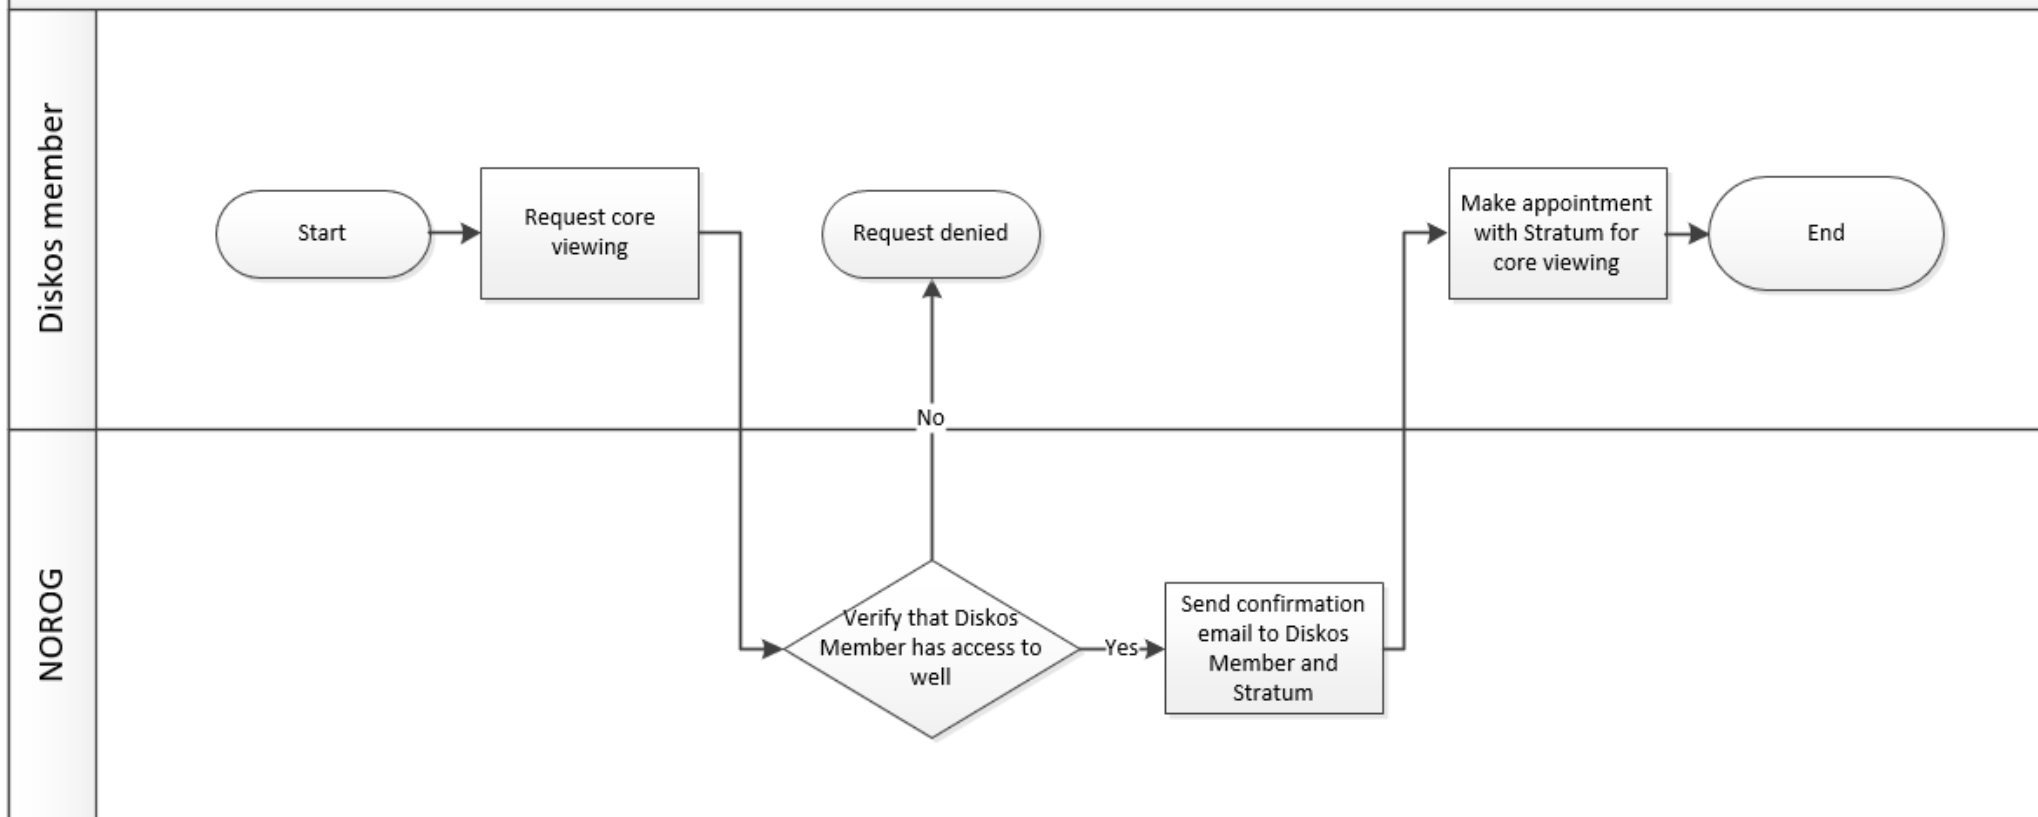 Diskos member
Start
Request core
viewing
Request denied
Make appointment
with Stratum for
core viewing
End
No
NOROG
Verify that Diskos
Member has access to
well
Yes
Send confirmation
email to Diskos
Member and
Stratum